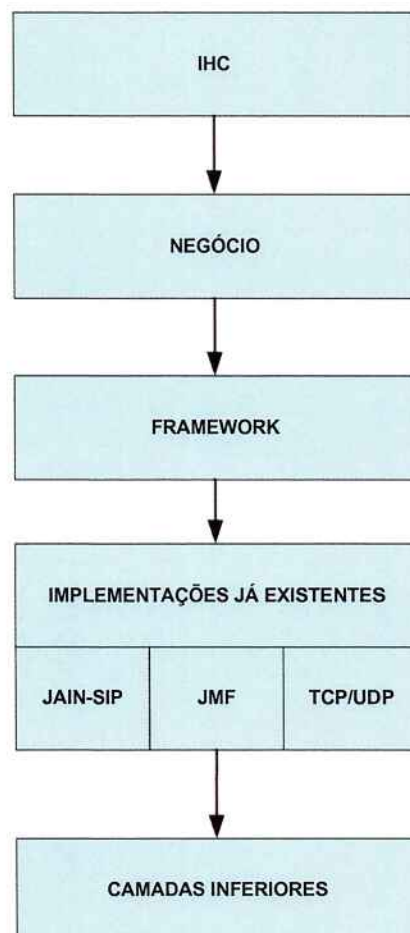 IHC
NEGÓCIO
FRAMEWORK
IMPLEMENTAÇÕES JÁ EXISTENTES
JAIN-SIP
JMF
TCP/UDP
CAMADAS INFERIORES